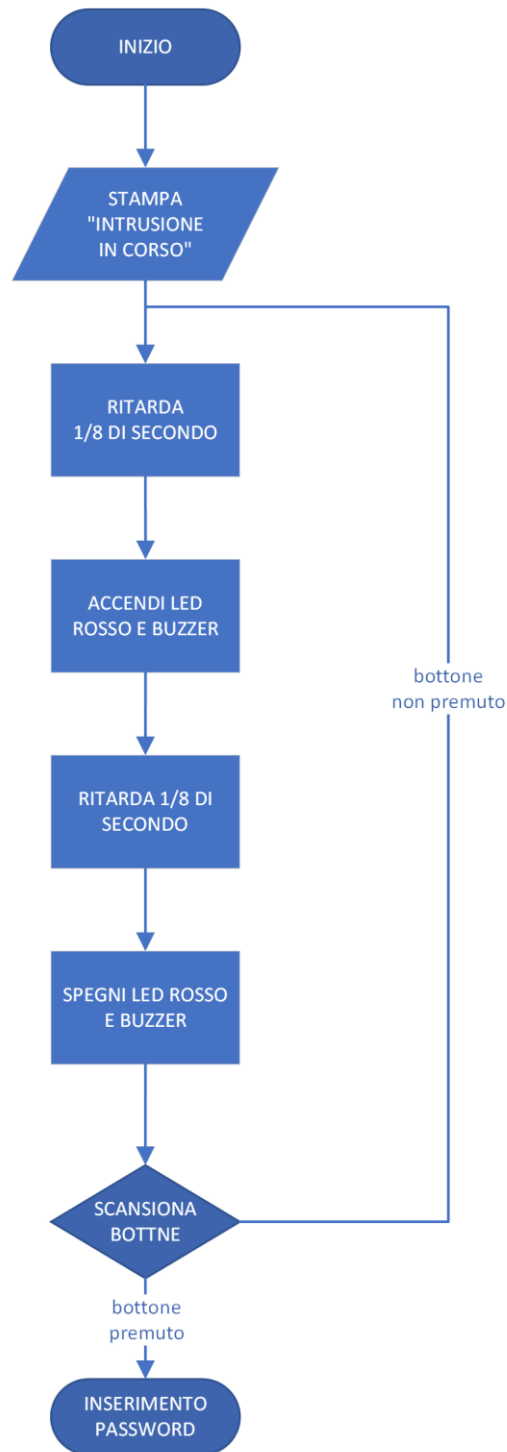 INIZIO
STAMPA
"INTRUSIONE
IN CORSO"
RITARDA
1/8 DI SECONDO
ACCENDI LED
ROSSO E BUZZER
bottone
non premuto
RITARDA 1/8 DI
SECONDO
SPEGNI LED ROSSO
E BUZZER
SCANSIONA
BOTTNE
bottone
premuto
INSERIMENTO
PASSWORD